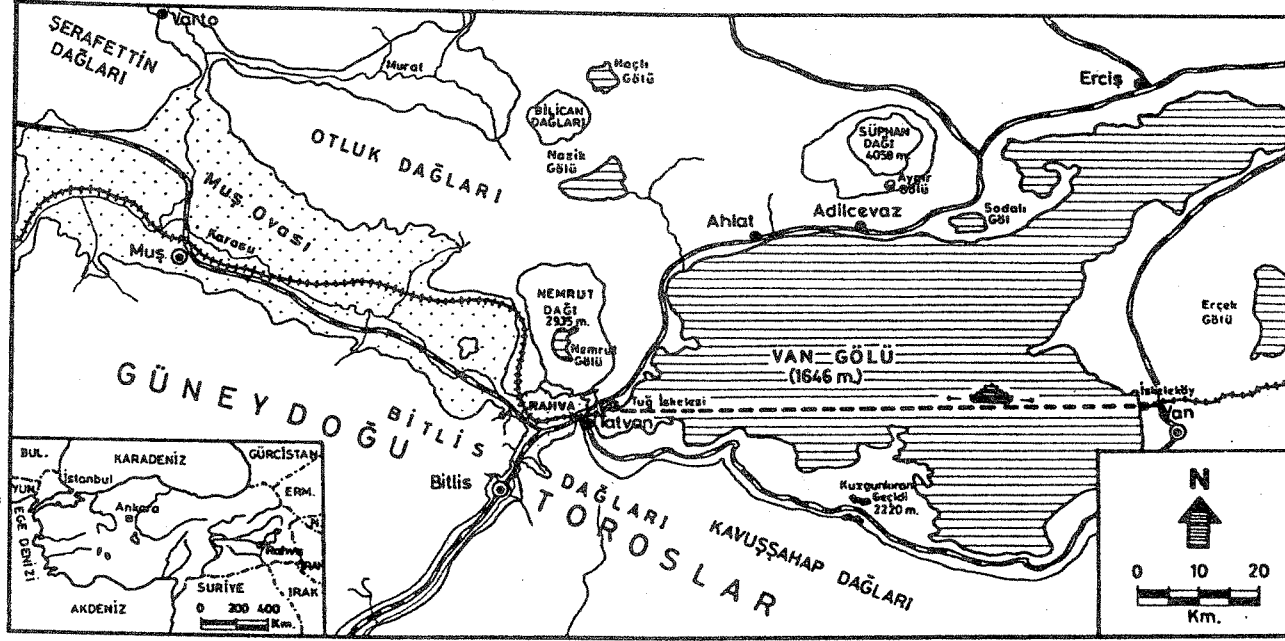 ŞERAFETTİN
DAĞLARI
Varto
Murat
Haçlı
Gölü
BİLİCAN
DAĞLARI
Nazik
Gölü
OTLUK DAĞLARI
Muş Ovası
Karasu
Muş
SÜPHAN
DAĞI
4058 m.
Aygır
Gölü
Erciş
Sodalı
Göl
Adilcevaz
Ahlat
NEMRUT
DAĞI
2935 m.
Nemrut
Gölü
Erçek
Gölü
VAN GÖLÜ
(1646 m.)
RAHVA
Tuğ İskelesi
Tatvan
İskeleköy
Van
GÜNEYDOĞU
TOROSLAR
BİTLİS
DAĞLARI
Bitlis
Kuzgunkıran
Geçidi
2220 m.
KAVUŞŞAHAP DAĞLARI
BUL.
KARADENİZ
GÜRCİSTAN
YUN.
İstanbul
ERM.
Ankara
N.
EGE DENİZİ
Rahva
İRAN
SURİYE
IRAK
AKDENİZ
0 200 400
Km.
N
0 10 20
Km.